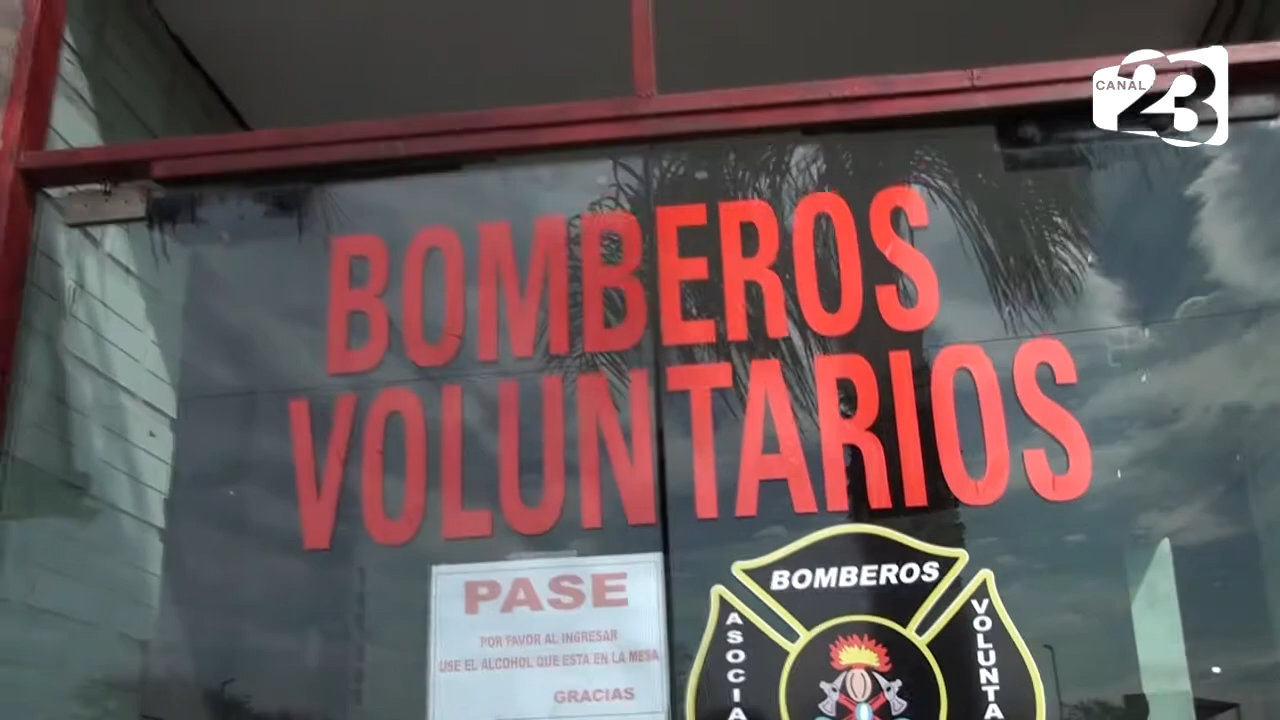 CANAL
23
BOMBEROS
VOLUNTARIOS
PASE
POR FAVOR AL INGRESAR
USE EL ALCOHOL QUE ESTA EN LA MESA
GRACIAS
BOMBEROS
ASOCIA
VOLUNTA